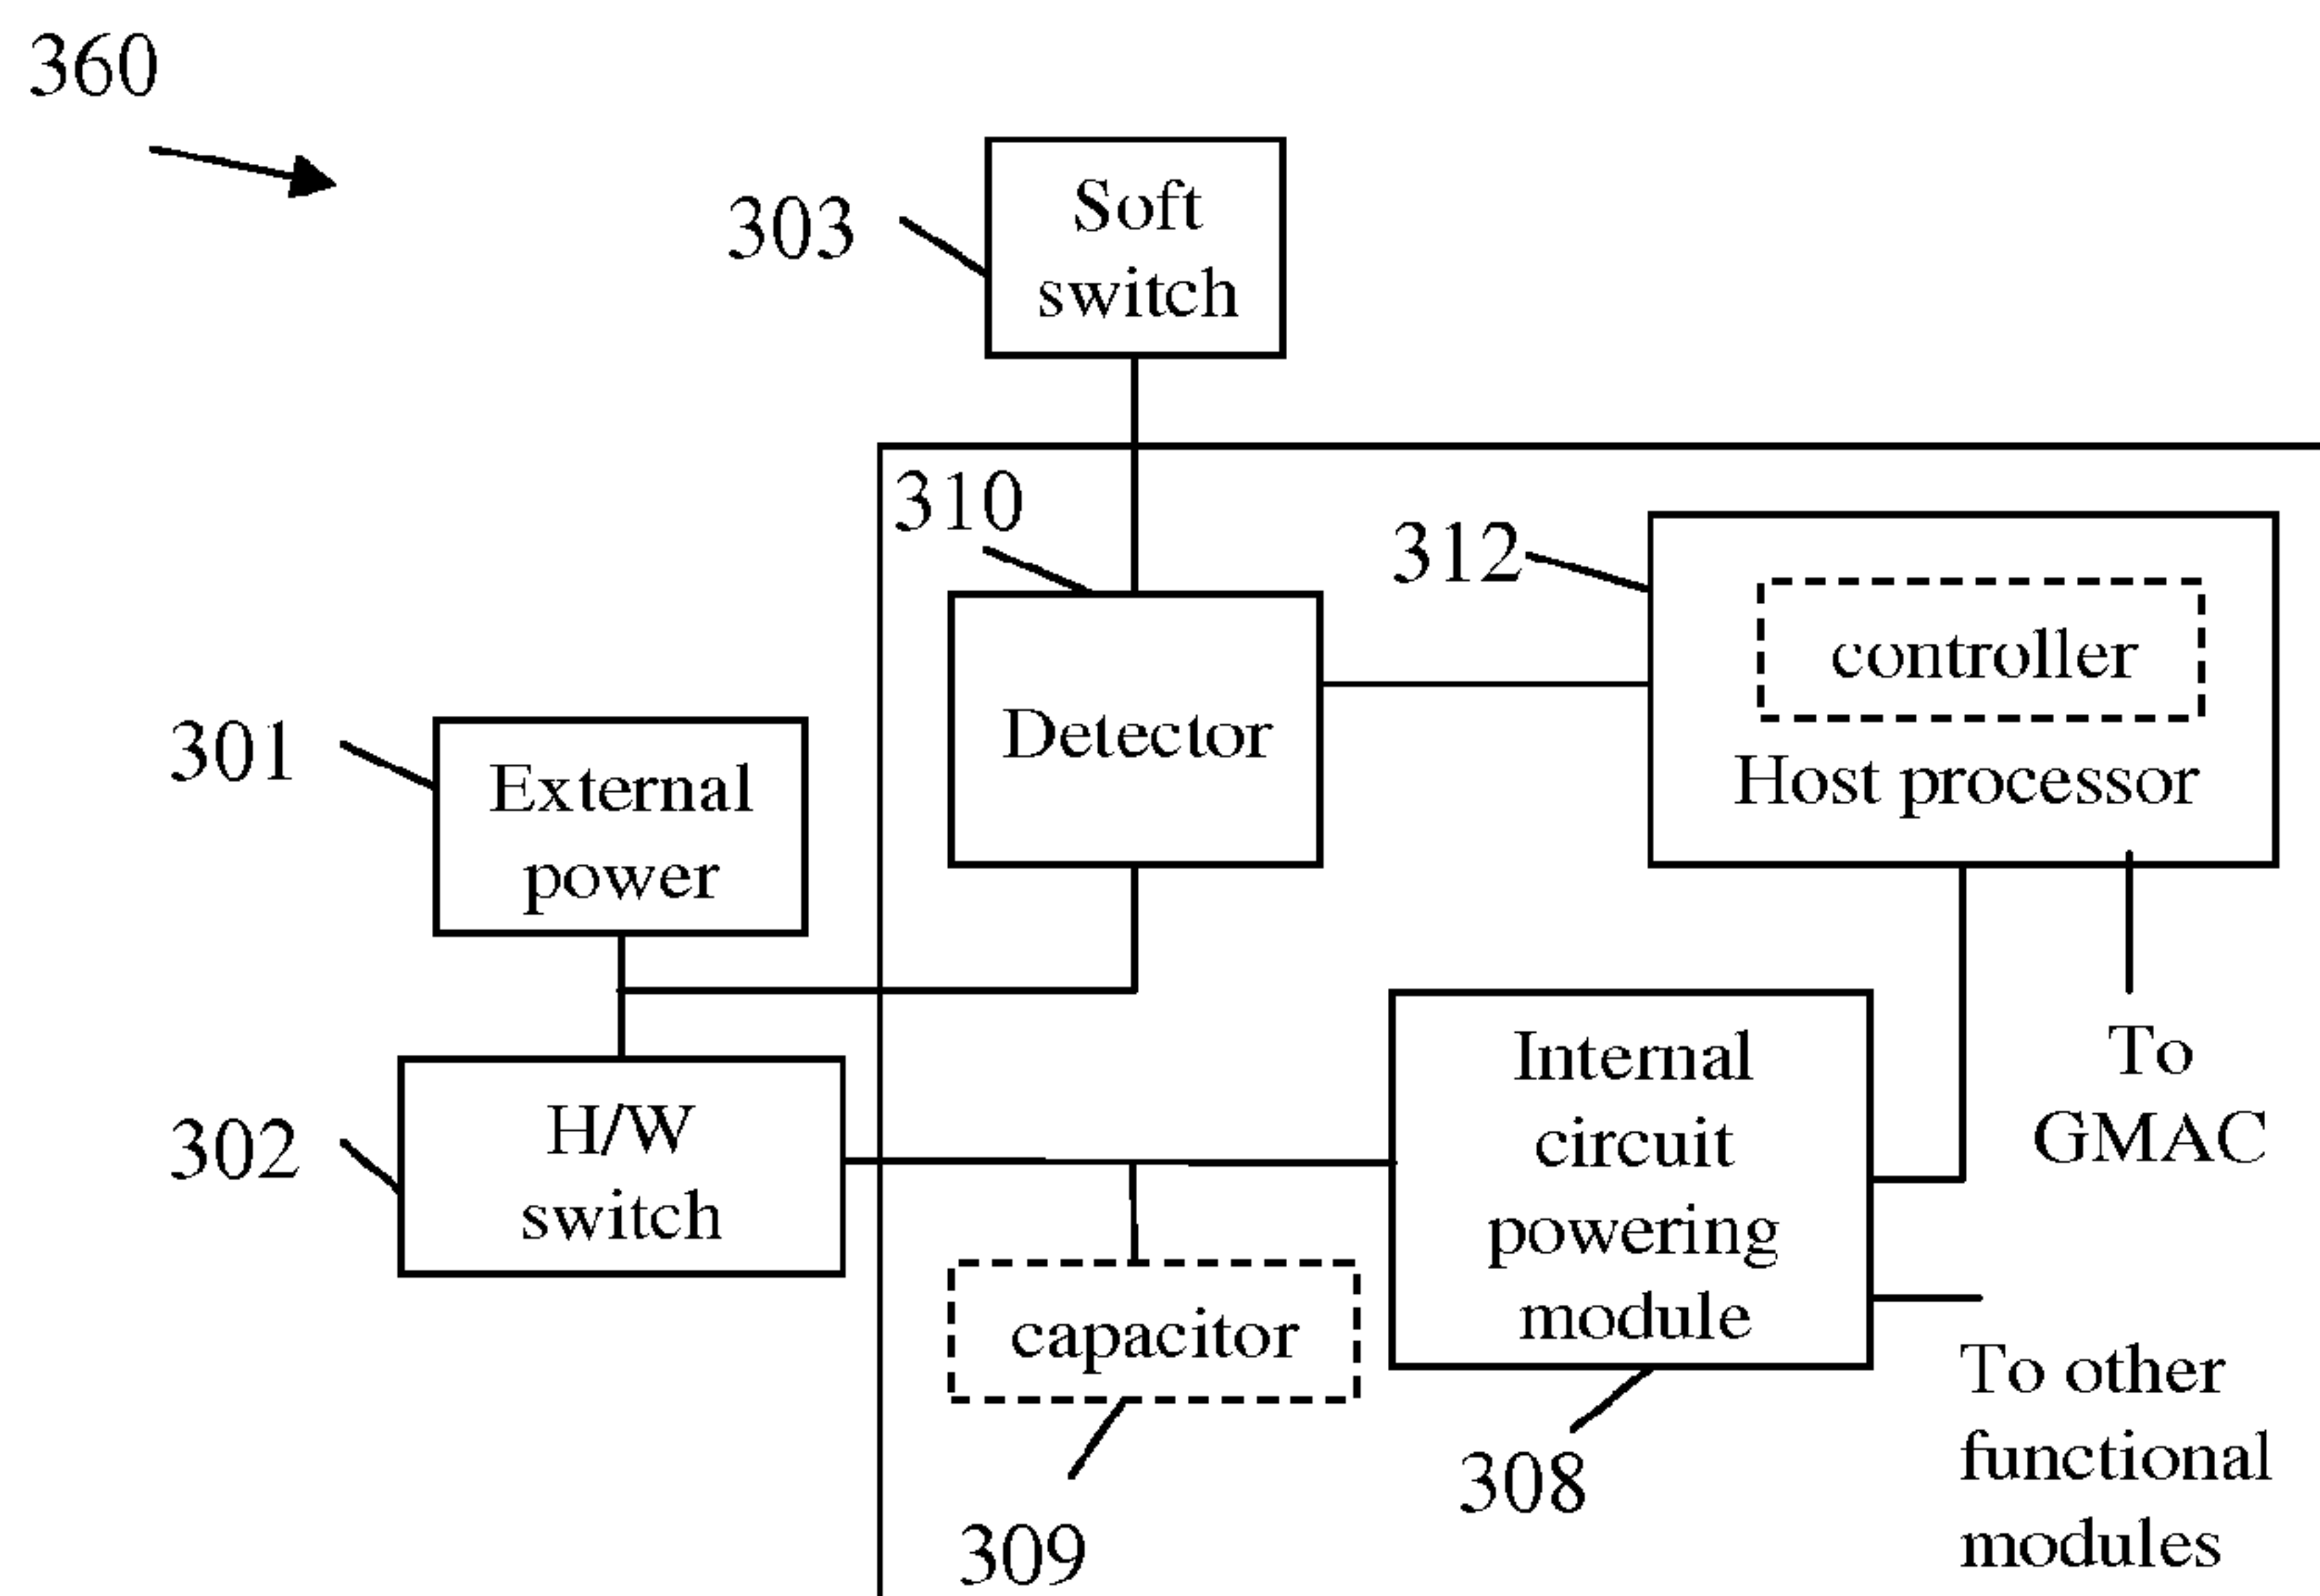 360
303
Soft
switch
310
312
controller
Host processor
Detector
301
External
power
302
H/W
switch
Internal
circuit
powering
module
To
GMAC
capacitor
308
309
To other
functional
modules